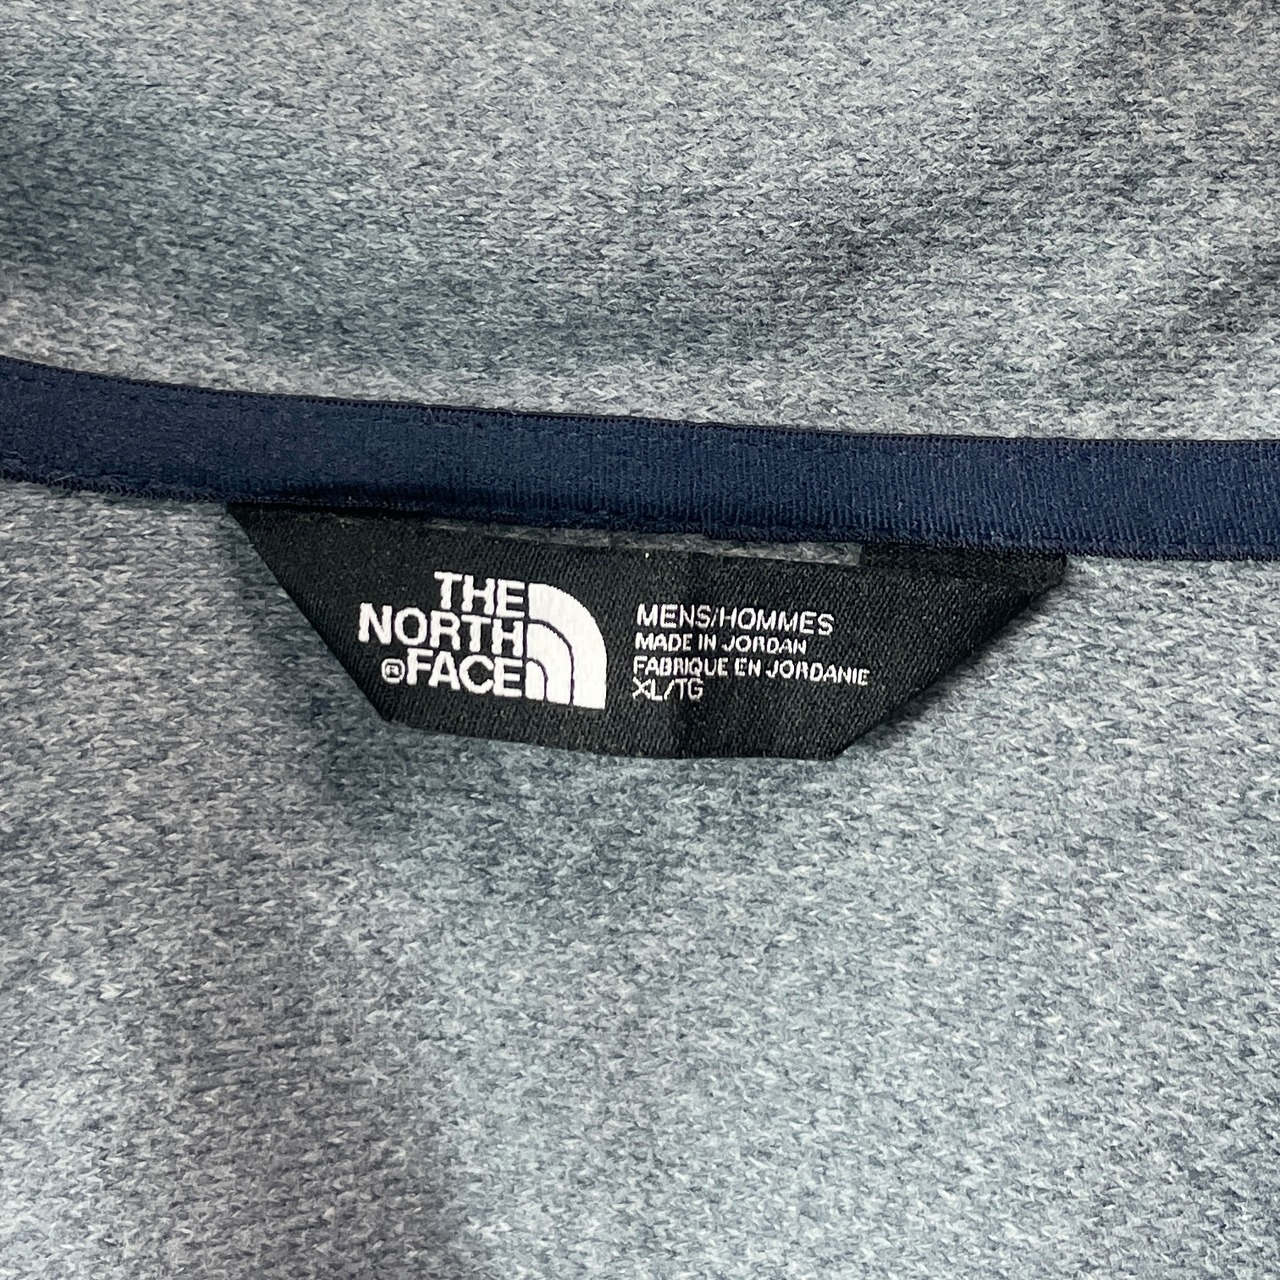 THE
NORTH
®FACE
MENS/HOMMES
MADE IN JORDAN
FABRIQUE EN JORDANIE
XL/TG